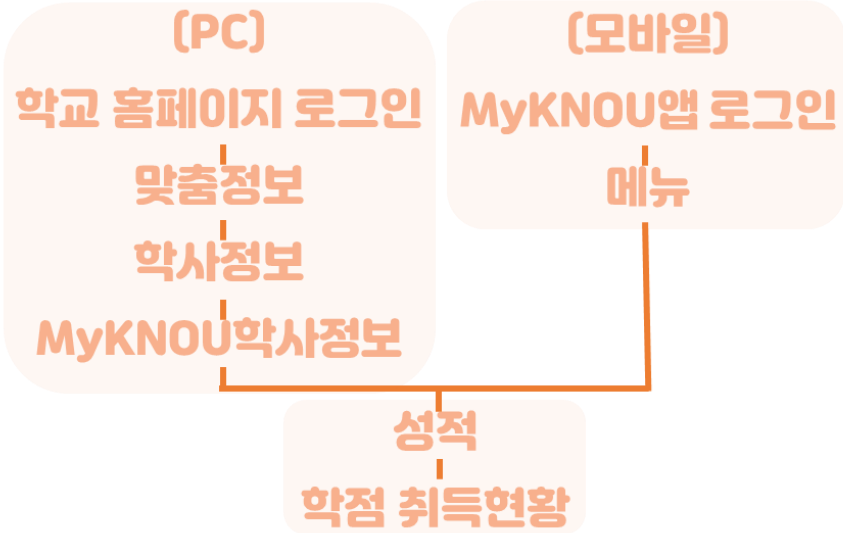 (PC)
학교 홈페이지 로그인
맞춤정보
학사정보
MyKNOU학사정보
(모바일)
MyKNOU앱 로그인
메뉴
성적
학점 취득현황